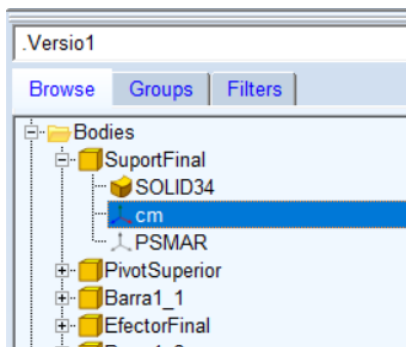 .Versio1
Browse Groups Filters
Bodies
SuportFinal
SOLID34
cm
PSMAR
PivotSuperior
Barra1_1
EfectorFinal